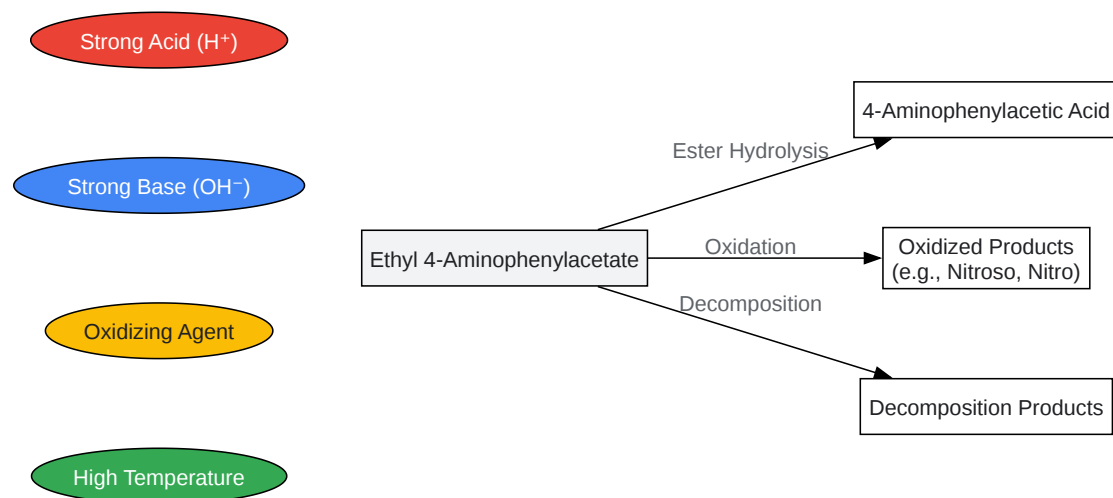 Strong Acid (H⁺)
Strong Base (OH⁻)
Oxidizing Agent
High Temperature
Ethyl 4-Aminophenylacetate
Ester Hydrolysis
Oxidation
Decomposition
4-Aminophenylacetic Acid
Oxidized Products
(e.g., Nitroso, Nitro)
Decomposition Products